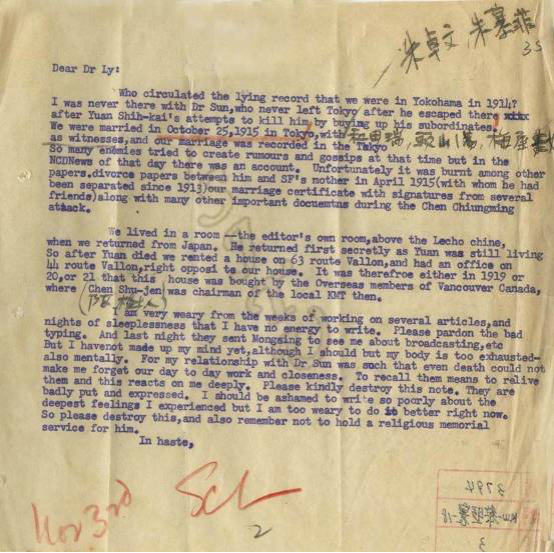 朱卓文 朱慕菲
35
Dear Dr Ly:
Who circulated the lying record that we were in Yokohama in 1914?
I was never there with Dr Sun,who never left Tokyo after he escaped there xxxx
after Yuan Shih-kai's attempts to kill him,by buying up his subordinates.
We were married in October 25,1915 in Tokyo,with 和田瑞, 頭山滿, 梅屋
as witnesses,and our marriage was recorded in the Tokyo
So many enemies tried to create rumours and gossips at that time but in the
NCDNews of that day there was an account. Unfortunately it was burnt among other
papers.divorce papers between him and SF's mother in April 1915(with whom he had
been separated since 1913)our marriage certificate with signatures from several
friends)along with many other important docuemtns during the Chen Chiungming
attack.
We lived in a room —the editor's own room,above the Lecho chine,
when we returned from Japan. He returned first secretly as Yuan was still living
So after Yuan died we rented a house on 63 route Vallon,and had an office on
44 route Vallon,right opposit to our house. It was therefroe either in 1919 or
20,or 21 that this house was bought by the Overseas members of Vancouver Canada,
where (Chen Shu-jen) was chairman of the local KMT then.
(陈樹人)
I am very weary from the weeks of working on several articles,and
nights of sleeplessness that I have no energy to write. Please pardon the bad
typing. And last night they sent Mongsing to see me about broadcasting,etc
But I havenot made up my mind yet,although I should but my body is too exhausted—
also mentally. For my relationship with Dr Sun was such that even death could not
make me forget our day to day work and closeness. To recall them means to relive
them and this reacts on me deeply. Please kindly destroy this note. They are
badly put and expressed. I should be ashamed to write so poorly about the
deepest feelings I experienced but I am too weary to do it better right now.
So please destroy this,and also remember not to hold a religious memorial
service for him.
In haste,
Nov 3rd
SCL
2
3794
3